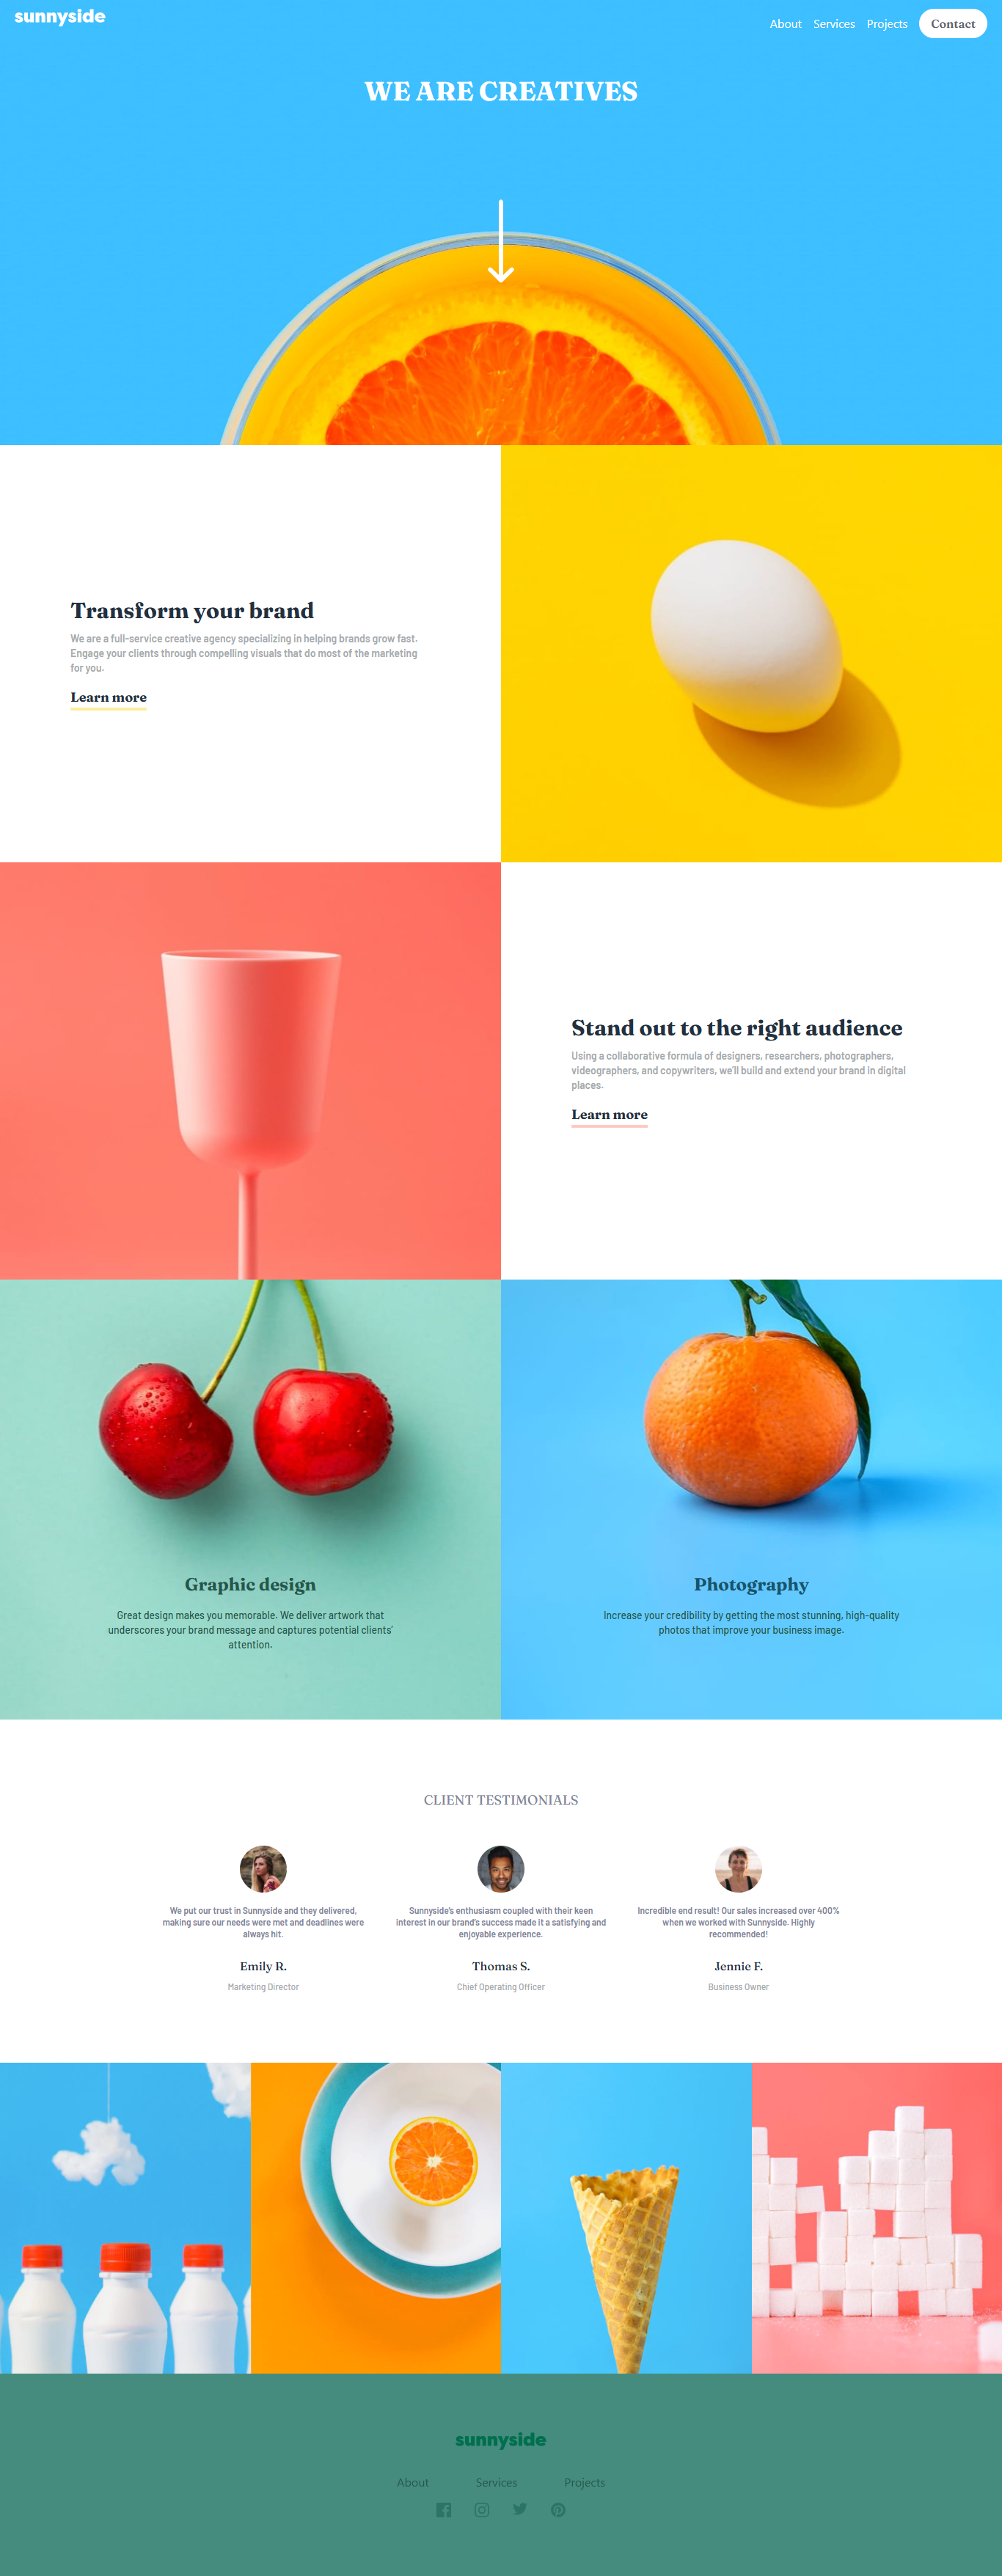 sunnyside
About Services Projects Contact
WE ARE CREATIVES
Transform your brand
We are a full-service creative agency specializing in helping brands grow fast.
Engage your clients through compelling visuals that do most of the marketing
for you.
Learn more
Stand out to the right audience
Using a collaborative formula of designers, researchers, photographers,
videographers, and copywriters, we'll build and extend your brand in digital
places.
Learn more
Graphic design
Great design makes you memorable. We deliver artwork that
underscores your brand message and captures potential clients'
attention.
Photography
Increase your credibility by getting the most stunning, high-quality
photos that improve your business image.
CLIENT TESTIMONIALS
We put our trust in Sunnyside and they delivered,
making sure our needs were met and deadlines were
always hit.
Emily R.
Marketing Director
Sunnyside's enthusiasm coupled with their keen
interest in our brand's success made it a satisfying and
enjoyable experience.
Thomas S.
Chief Operating Officer
Incredible end result! Our sales increased over 400%
when we worked with Sunnyside. Highly
recommended!
Jennie F.
Business Owner
sunnyside
About Services Projects